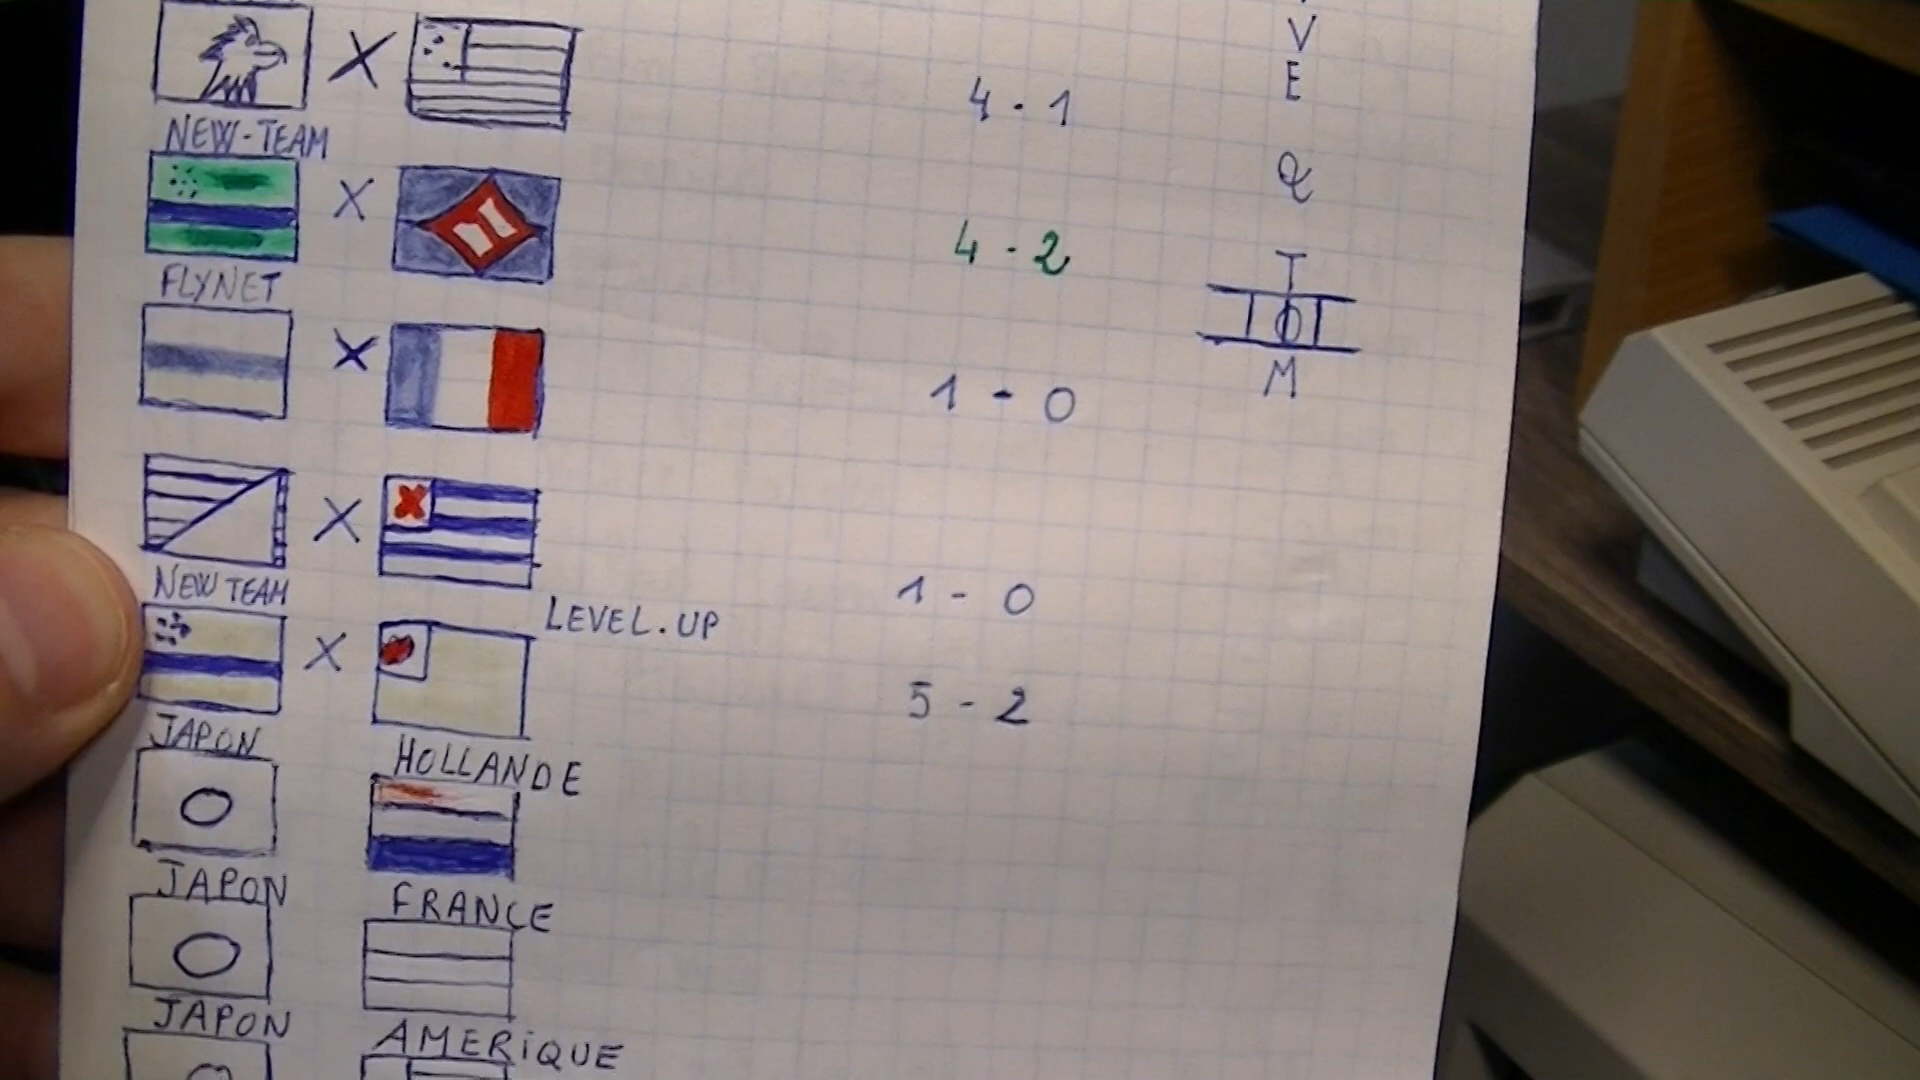 V
E
4 - 1
Q
NEW-TEAM
X
X
4 - 2
T
O
M
FLYNET
X
1 - 0
X
NEW TEAM
1 - 0
LEVEL.UP
X
5 - 2
JAPON
HOLLANDE
JAPON
FRANCE
JAPON
AMERiQUE